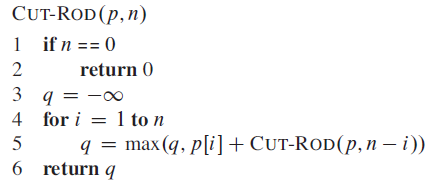 CUT-ROD(p, n)
1 if n == 0
2 return 0
3 q = -∞
4 for i = 1 to n
5 q = max(q, p[i] + CUT-ROD(p, n - i))
6 return q